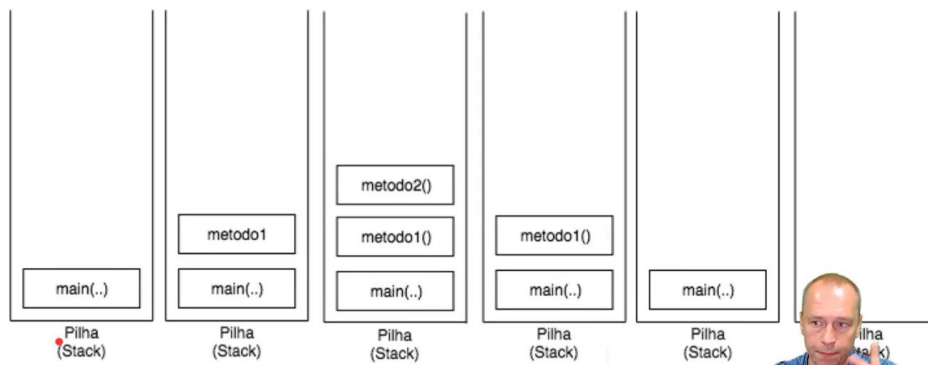 metodo2()
metodo1
metodo1()
metodo1()
main(..)
main(..)
main(..)
main(..)
main(..)
Pilha
(Stack)
Pilha
(Stack)
Pilha
(Stack)
Pilha
(Stack)
Pilha
(Stack)